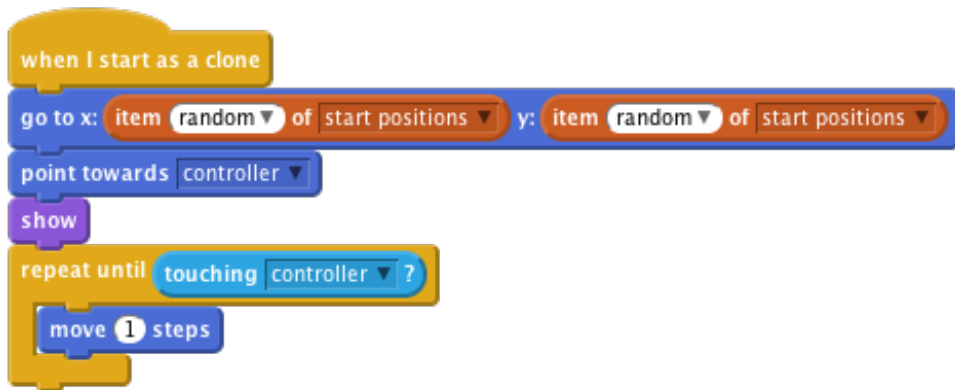 when I start as a clone
go to x: item random of start positions y: item random of start positions
point towards controller
show
repeat until touching controller ?
move 1 steps